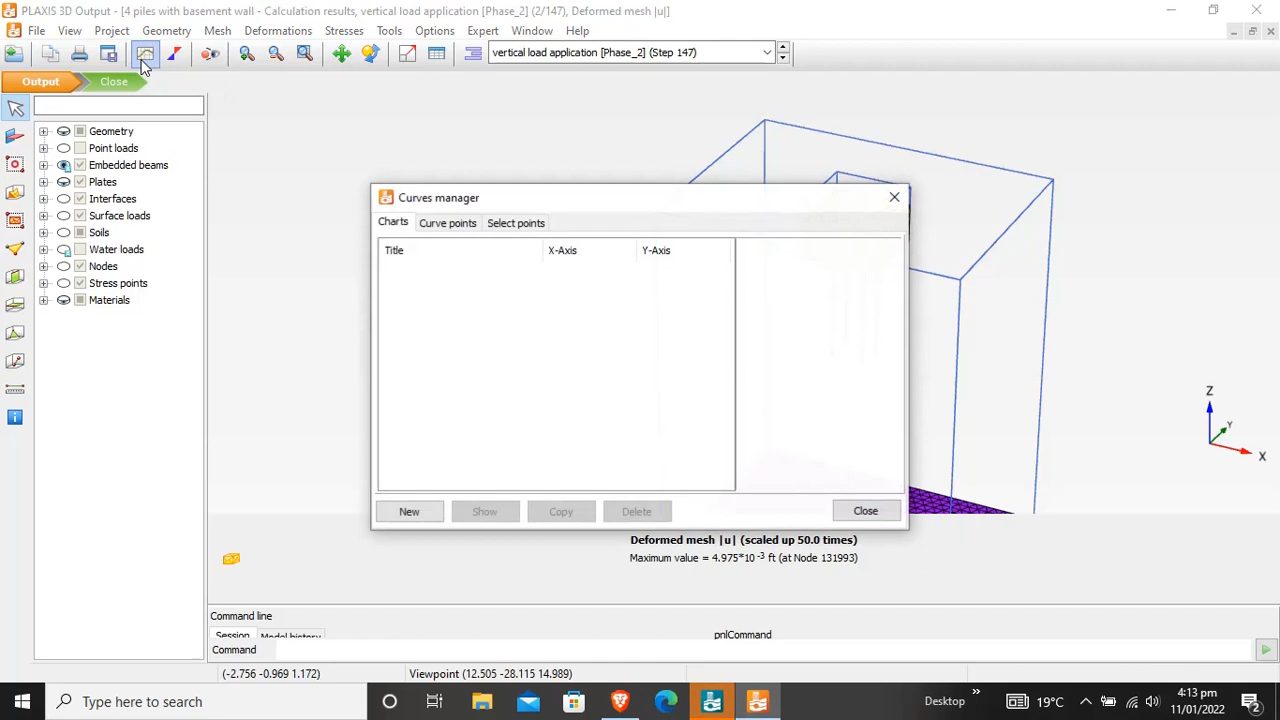 PLAXIS 3D Output - [4 piles with basement wall - Calculation results, vertical load application [Phase_2] (2/147), Deformed mesh |u|]
File View Project Geometry Mesh Deformations Stresses Tools Options Expert Window Help
vertical load application [Phase_2] (Step 147)
Output Close
Geometry
Point loads
Embedded beams
Plates
Interfaces
Surface loads
Soils
Water loads
Nodes
Stress points
Materials
Curves manager
Charts Curve points Select points
Title X-Axis Y-Axis
New Show Copy Delete Close
Z
Y
X
Deformed mesh |u| (scaled up 50.0 times)
Maximum value = 4.975*10 -3 ft (at Node 131993)
Command line
Session Model history
pnlCommand
Command
(-2.756 -0.969 1.172) Viewpoint (12.505 -28.115 14.989)
Type here to search
Desktop
19°C
4:13 pm
11/01/2022
2